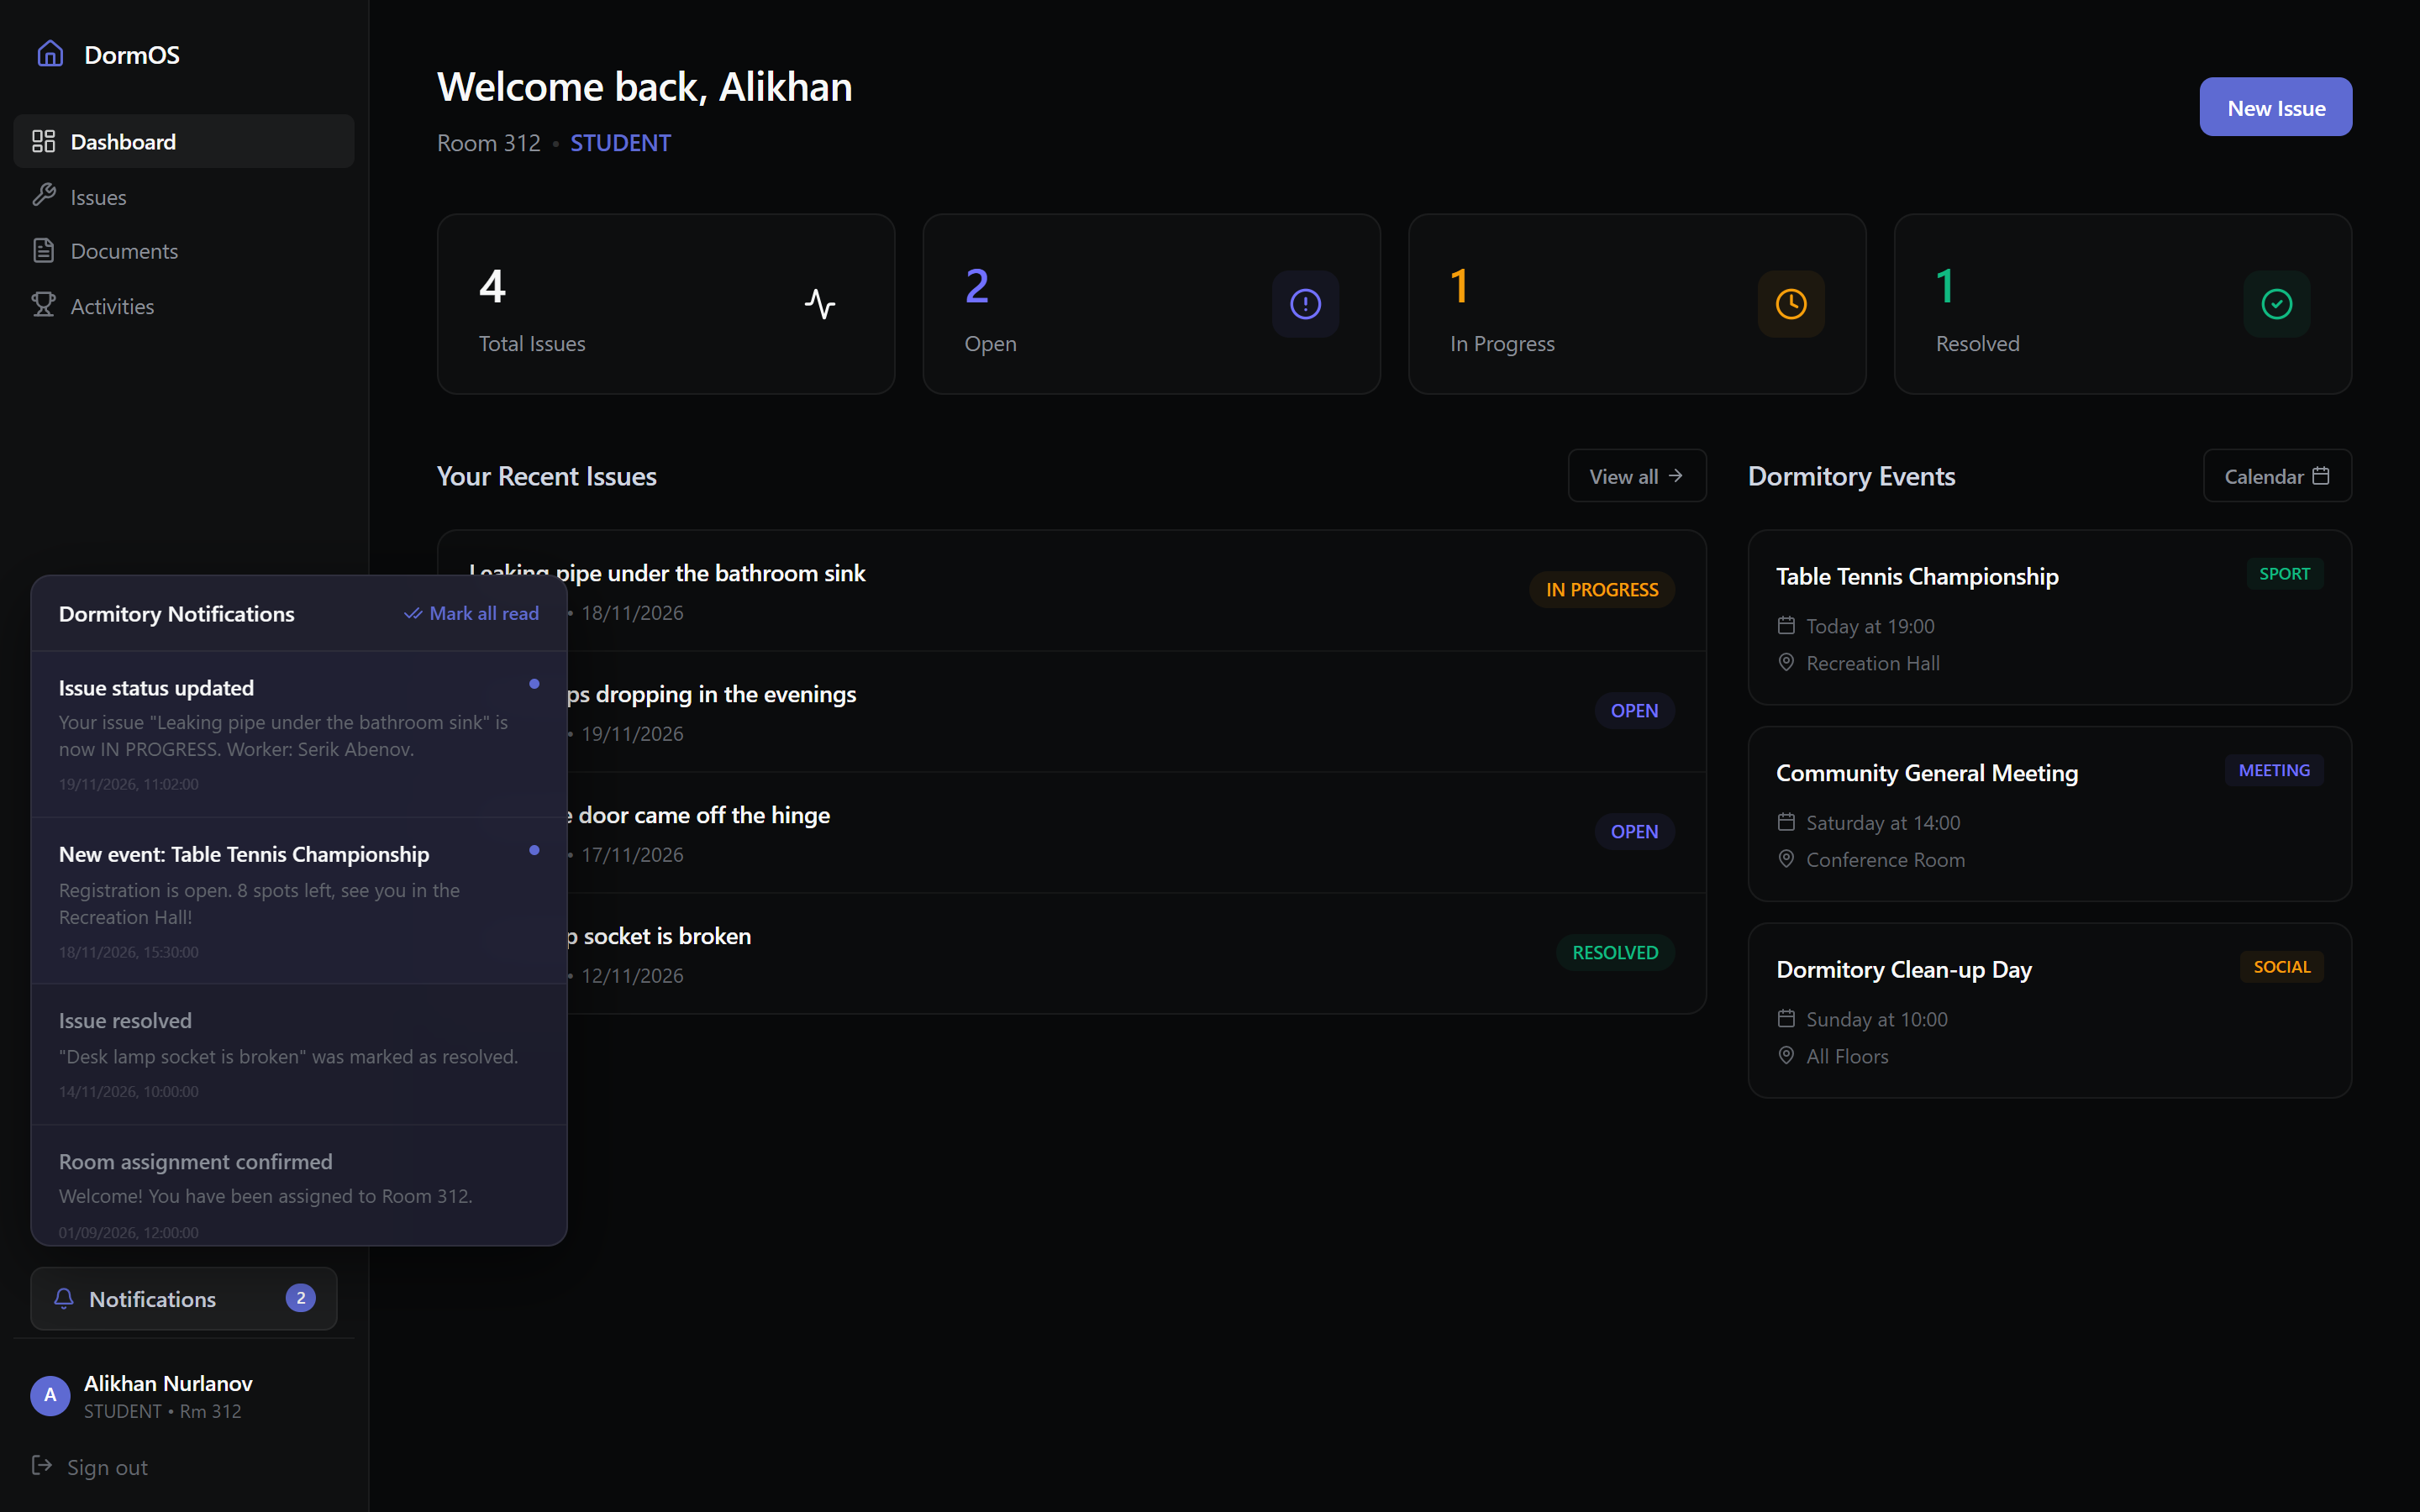 DormOS
Dashboard
Issues
Documents
Activities
Welcome back, Alikhan
Room 312 • STUDENT
New Issue
4
Total Issues
2
Open
1
In Progress
1
Resolved
Your Recent Issues
View all
Leaking pipe under the bathroom sink
• 18/11/2026
IN PROGRESS
ps dropping in the evenings
• 19/11/2026
OPEN
door came off the hinge
• 17/11/2026
OPEN
socket is broken
• 12/11/2026
RESOLVED
Dormitory Events
Calendar
Table Tennis Championship
SPORT
Today at 19:00
Recreation Hall
Community General Meeting
MEETING
Saturday at 14:00
Conference Room
Dormitory Clean-up Day
SOCIAL
Sunday at 10:00
All Floors
Dormitory Notifications
Mark all read
Issue status updated
Your issue "Leaking pipe under the bathroom sink" is
now IN PROGRESS. Worker: Serik Abenov.
19/11/2026, 11:02:00
New event: Table Tennis Championship
Registration is open. 8 spots left, see you in the
Recreation Hall!
18/11/2026, 15:30:00
Issue resolved
"Desk lamp socket is broken" was marked as resolved.
14/11/2026, 10:00:00
Room assignment confirmed
Welcome! You have been assigned to Room 312.
01/09/2026, 12:00:00
Notifications
2
A
Alikhan Nurlanov
STUDENT • Rm 312
Sign out